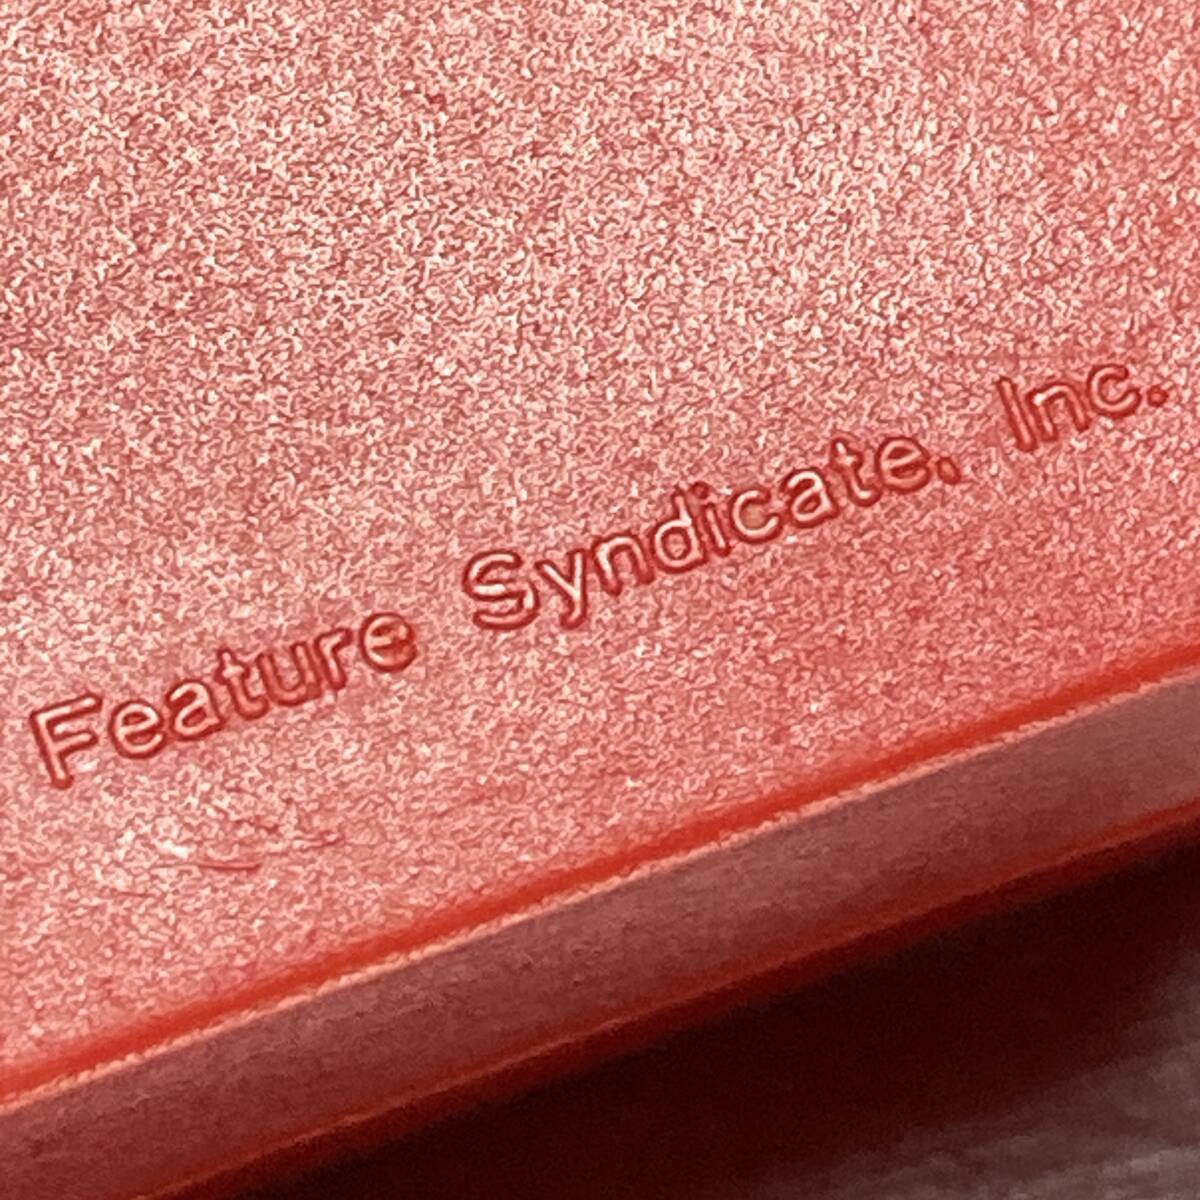 Feature Syndicate, Inc.